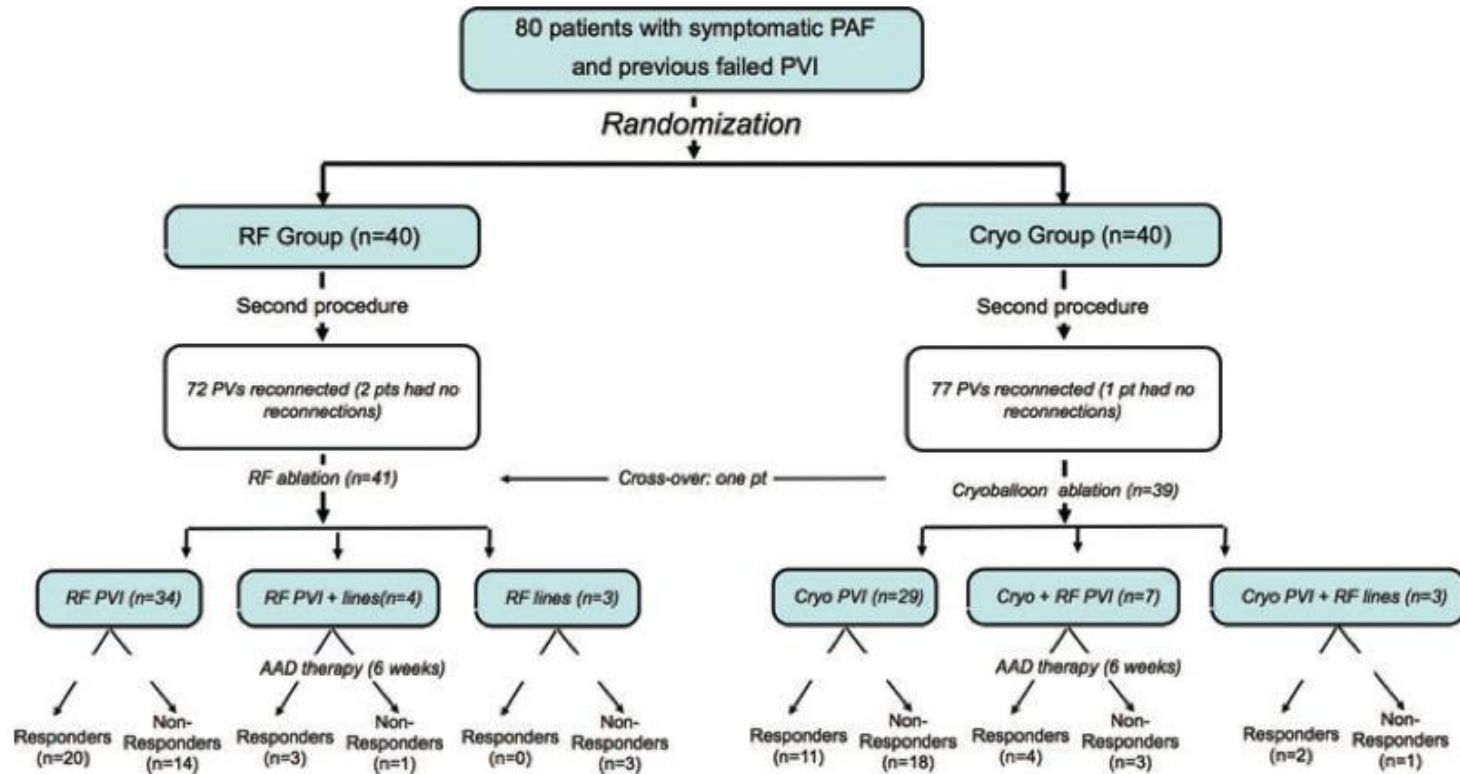 80 patients with symptomatic PAF
and previous failed PVI
Randomization
RF Group (n=40)
Cryo Group (n=40)
Second procedure
Second procedure
72 PVs reconnected (2 pts had no
reconnections)
77 PVs reconnected (1 pt had no
reconnections)
RF ablation (n=41)
Cross-over: one pt
Cryoballoon ablation (n=39)
RF PVI (n=34)
RF PVI + lines(n=4)
RF lines (n=3)
Cryo PVI (n=29)
Cryo + RF PVI (n=7)
Cryo PVI + RF lines (n=3)
AAD therapy (6 weeks)
AAD therapy (6 weeks)
Responders
(n=20)
Non-
Responders
(n=14)
Responders
(n=3)
Non-
Responders
(n=1)
Responders
(n=0)
Non-
Responders
(n=3)
Responders
(n=11)
Non-
Responders
(n=18)
Responders
(n=4)
Non-
Responders
(n=3)
Responders
(n=2)
Non-
Responders
(n=1)